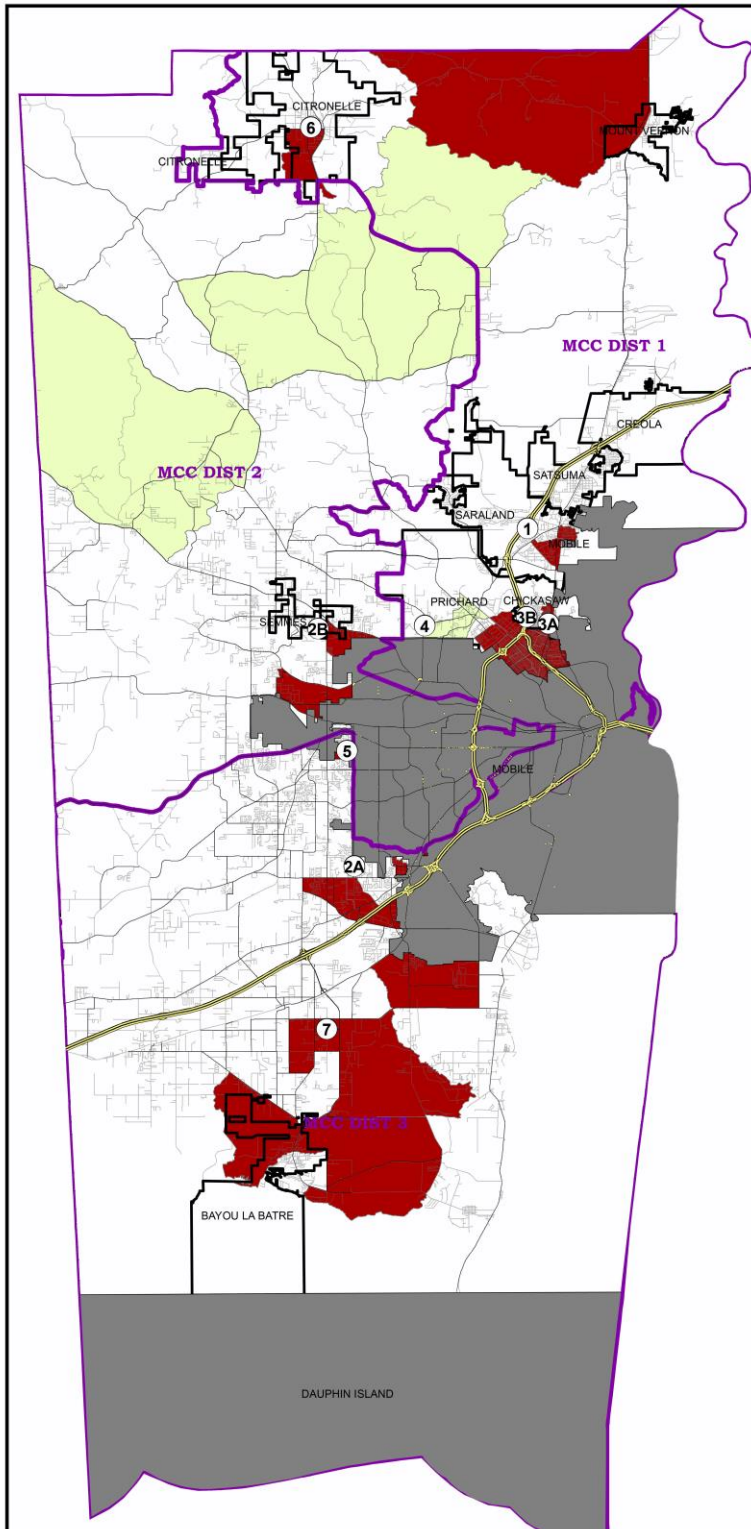 CITRONELLE
6
MOUNT VERNON
CITRONELLE
MCC DIST 1
CREOLA
MCC DIST 2
SATSUMA
SARALAND
1
MOBILE
PRICHARD
CHICKASAW
3B
3A
4
SEMMES
2B
5
MOBILE
2A
7
MCC DIST 3
BAYOU LA BATRE
DAUPHIN ISLAND